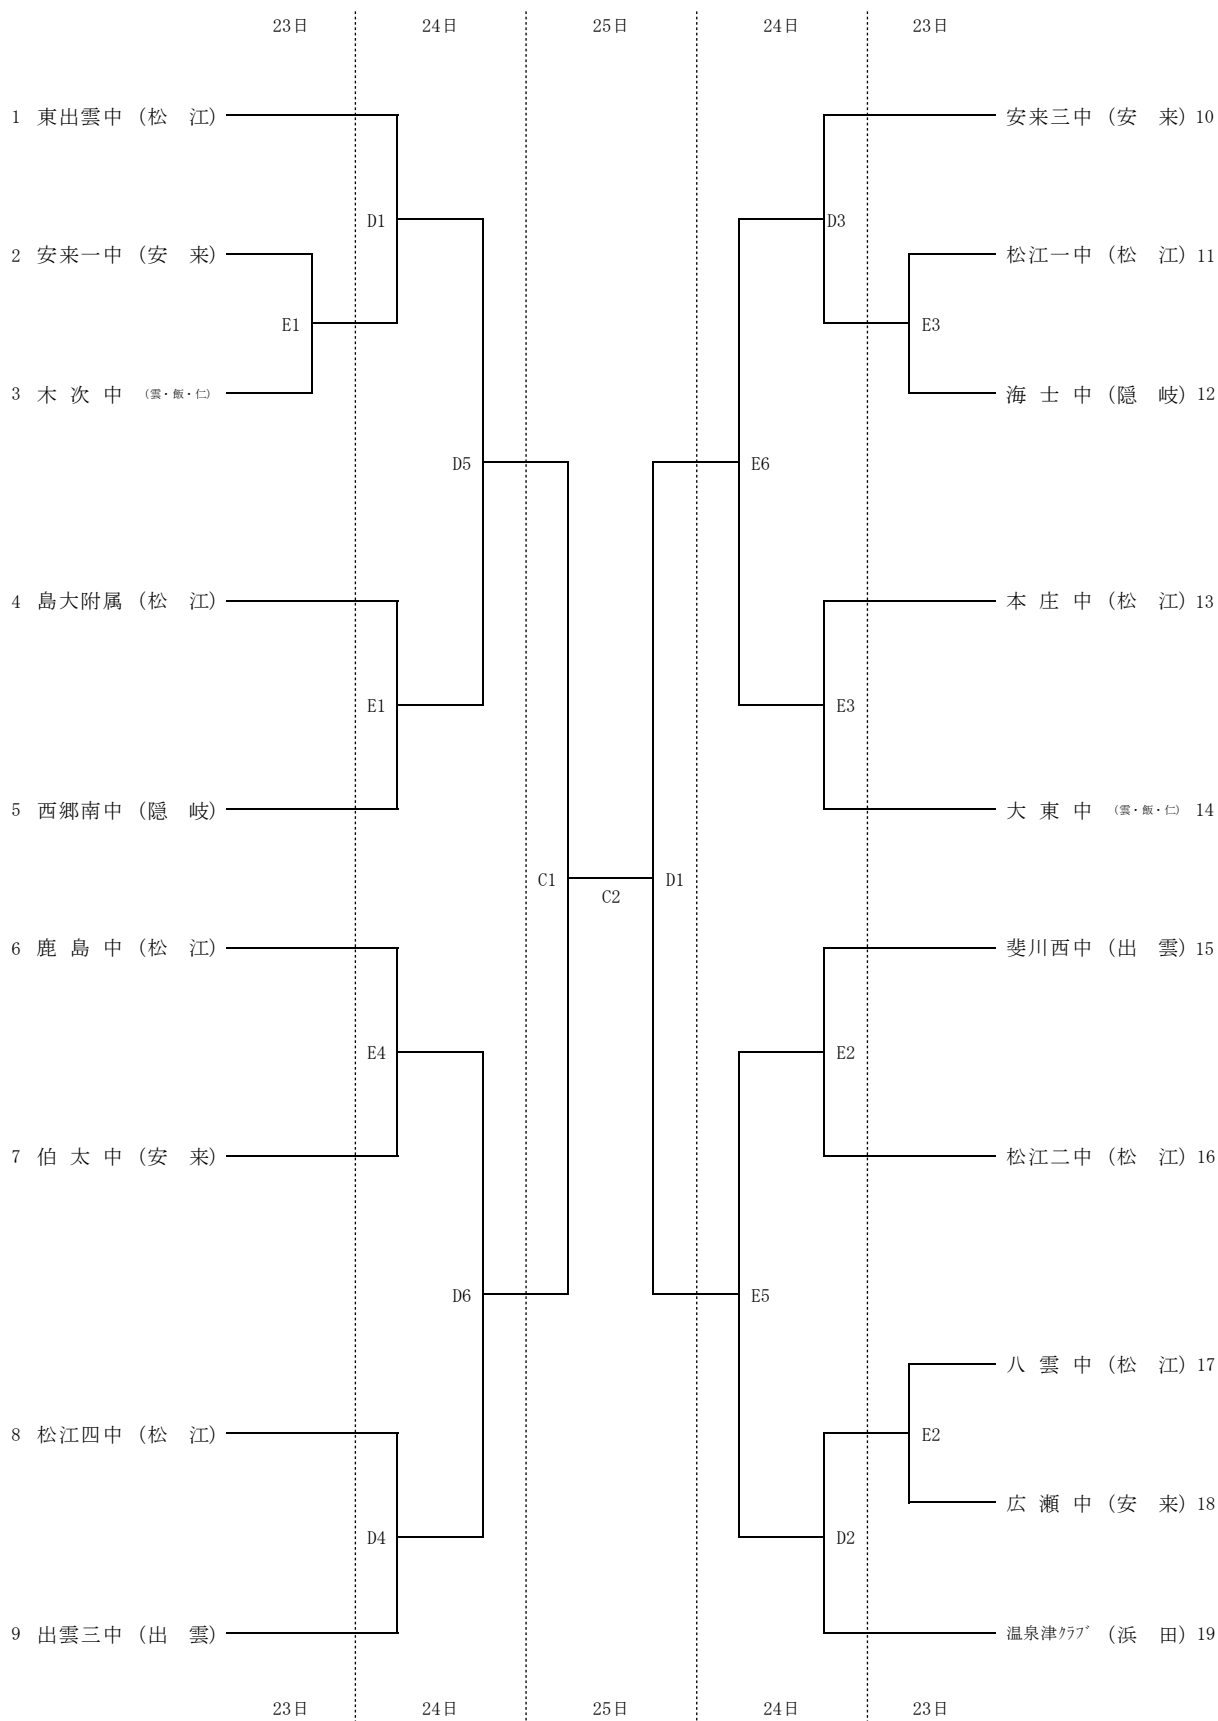 23日 24日 25日 24日 23日
1 東出雲中 (松 江)
安来三中 (安 来) 10
D1
D3
2 安来一中 (安 来)
松江一中 (松 江) 11
E1
E3
3 木 次 中 (雲・飯・仁)
海 士 中 (隠 岐) 12
D5
E6
4 島大附属 (松 江)
本 庄 中 (松 江) 13
E1
E3
5 西郷南中 (隠 岐)
大 東 中 (雲・飯・仁) 14
C1
C2
D1
6 鹿 島 中 (松 江)
斐川西中 (出 雲) 15
E4
E2
7 伯 太 中 (安 来)
松江二中 (松 江) 16
D6
E5
八 雲 中 (松 江) 17
8 松江四中 (松 江)
E2
広 瀬 中 (安 来) 18
D4
D2
9 出雲三中 (出 雲)
温泉津ｸﾗﾌﾞ (浜 田) 19
23日 24日 25日 24日 23日